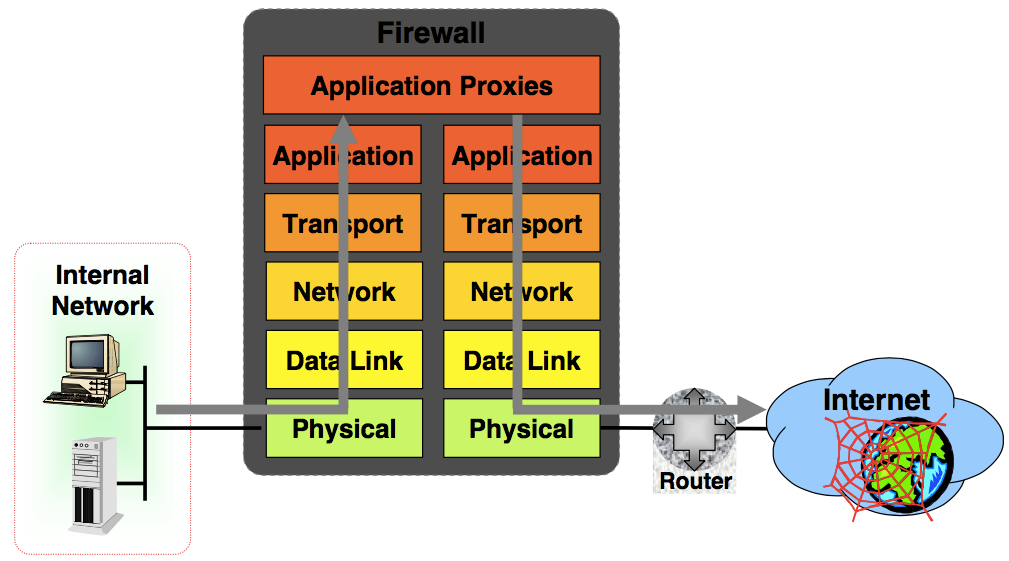 Firewall
Application Proxies
Application Application
Transport Transport
Network Network
Data Link Data Link
Physical Physical
Internal
Network
Router
Internet